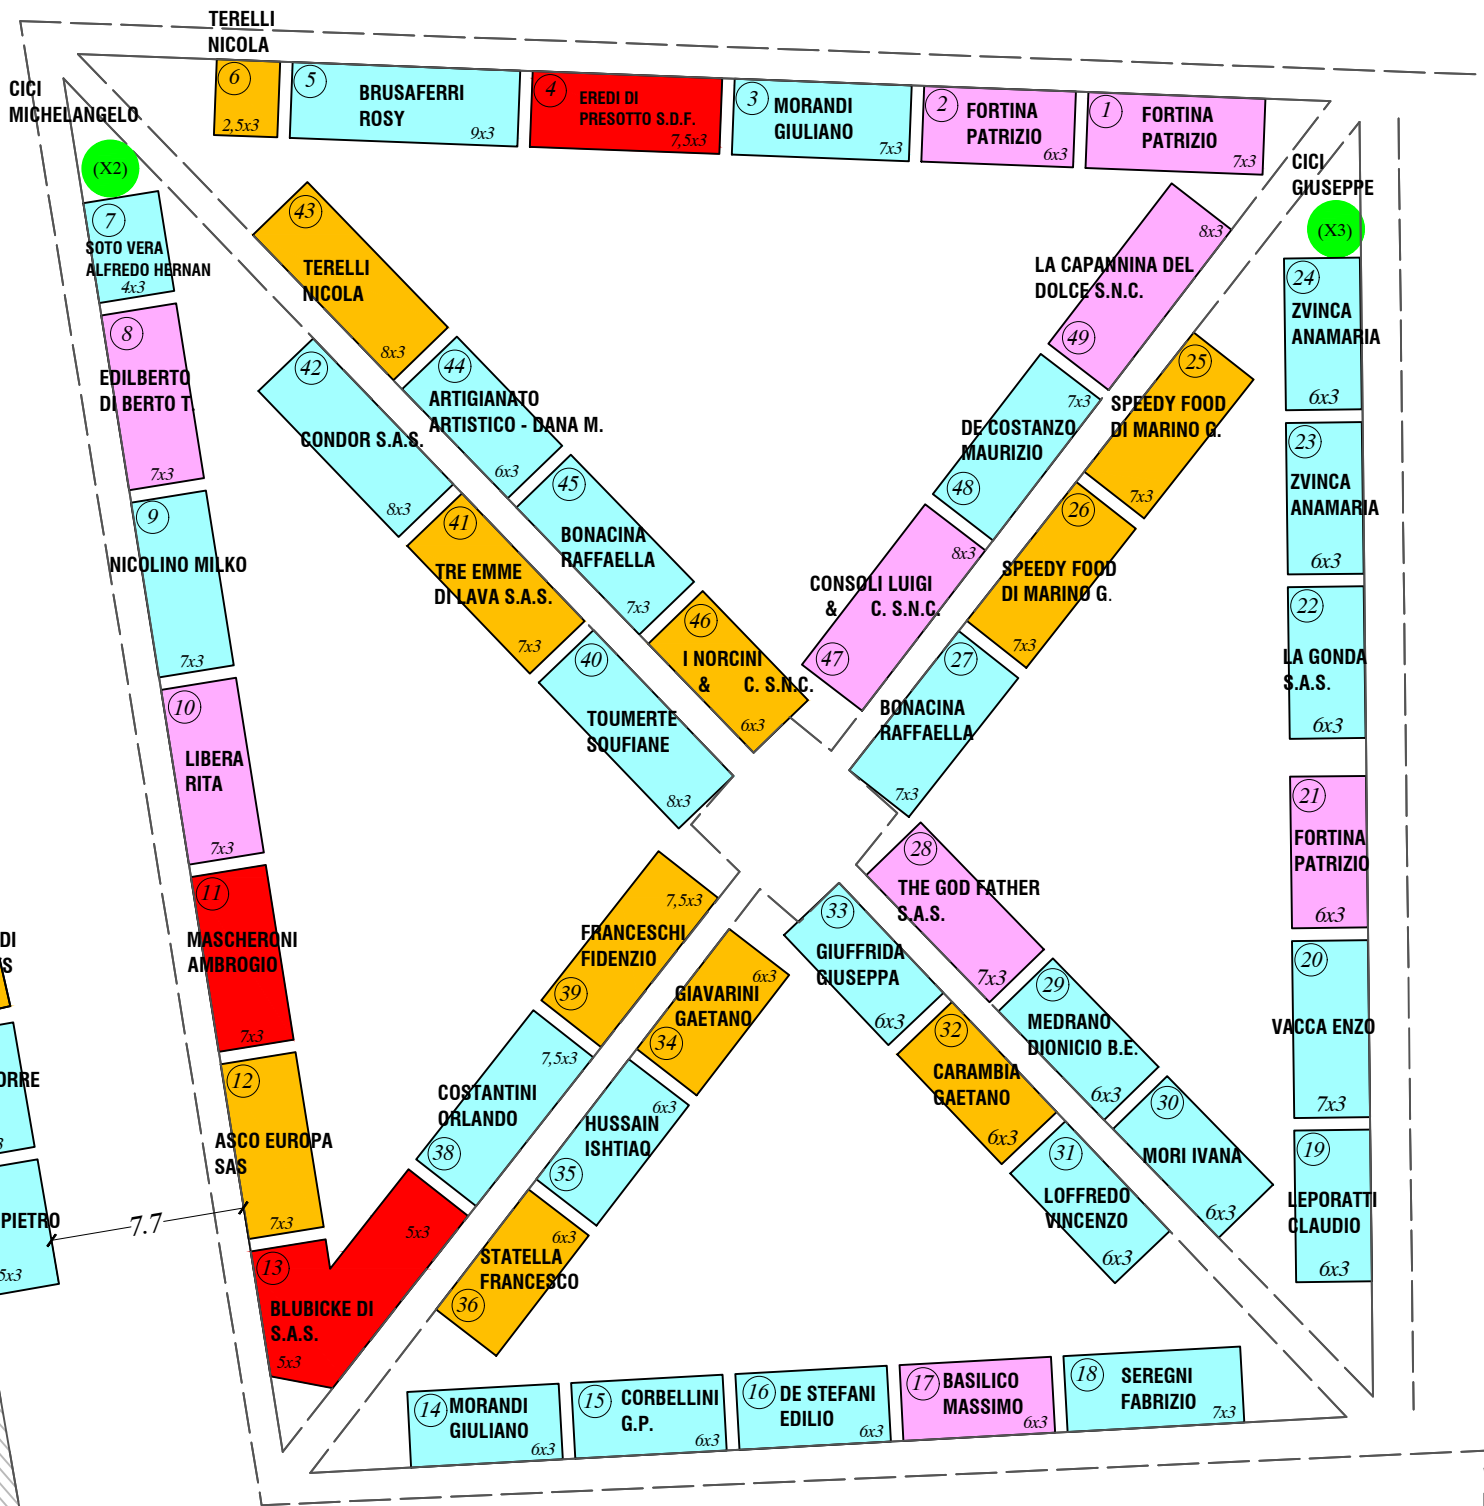 TERELLI
NICOLA
6
2,5x3
5
BRUSAFERRI
ROSY
9x3
4
EREDI DI
PRESOTTO S.D.F.
7,5x3
3
MORANDI
GIULIANO
7x3
2
FORTINA
PATRIZIO
6x3
1
FORTINA
PATRIZIO
7x3
CICI
MICHELANGELO
(X2)
CICI
GIUSEPPE
(X3)
7
SOTO VERA
ALFREDO HERNAN
4x3
8
EDILBERTO
DI BERTO T.
7x3
9
NICOLINO MILKO
7x3
10
LIBERA
RITA
7x3
11
MASCHERONI
AMBROGIO
7x3
12
ASCO EUROPA
SAS
7x3
13
BLUBICKE DI
S.A.S.
5x3
5x3
43
TERELLI
NICOLA
8x3
44
ARTIGIANATO
ARTISTICO - DANA M.
6x3
45
BONACINA
RAFFAELLA
7x3
46
I NORCINI
& C. S.N.C.
6x3
42
CONDOR S.A.S.
8x3
41
TRE EMME
DI LAVA S.A.S.
7x3
40
TOUMERTE
SOUFIANE
8x3
8x3
LA CAPANNINA DEL
DOLCE S.N.C.
49
7x3
DE COSTANZO
MAURIZIO
48
8x3
CONSOLI LUIGI
& C. S.N.C.
47
25
SPEEDY FOOD
DI MARINO G.
7x3
26
SPEEDY FOOD
DI MARINO G.
7x3
27
BONACINA
RAFFAELLA
7x3
24
ZVINCA
ANAMARIA
6x3
23
ZVINCA
ANAMARIA
6x3
22
LA GONDA
S.A.S.
6x3
21
FORTINA
PATRIZIO
6x3
20
VACCA ENZO
7x3
19
LEPORATTI
CLAUDIO
6x3
28
THE GOD FATHER
S.A.S.
7x3
29
MEDRANO
DIONICIO B.E.
6x3
30
MORI IVANA
6x3
33
GIUFFRIDA
GIUSEPPA
6x3
32
CARAMBIA
GAETANO
6x3
31
LOFFREDO
VINCENZO
6x3
7,5x3
FRANCESCHI
FIDENZIO
39
7,5x3
COSTANTINI
ORLANDO
38
6x3
GIAVARINI
GAETANO
34
6x3
HUSSAIN
ISHTIAQ
35
6x3
STATELLA
FRANCESCO
36
14
MORANDI
GIULIANO
6x3
15
CORBELLINI
G.P.
6x3
16
DE STEFANI
EDILIO
6x3
17
BASILICO
MASSIMO
6x3
18
SEREGNI
FABRIZIO
7x3
DI
ORRE
PIETRO
5x3
7.7